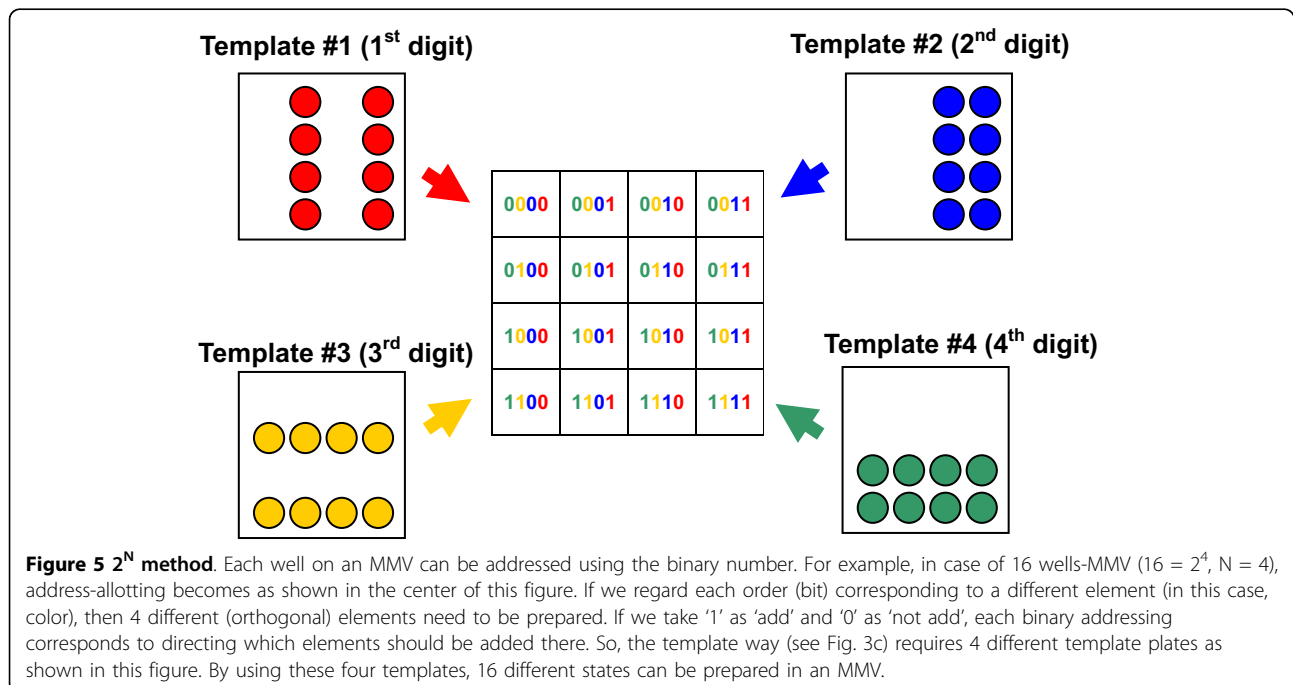 Template #1 (1st digit)
Template #2 (2nd digit)
0000 0001 0010 0011
0100 0101 0110 0111
1000 1001 1010 1011
1100 1101 1110 1111
Template #3 (3rd digit)
Template #4 (4th digit)
Figure 5 2^N method. Each well on an MMV can be addressed using the binary number. For example, in case of 16 wells-MMV (16 = 2^4, N = 4),
address-allotting becomes as shown in the center of this figure. If we regard each order (bit) corresponding to a different element (in this case,
color), then 4 different (orthogonal) elements need to be prepared. If we take ‘1’ as ‘add’ and ‘0’ as ‘not add’, each binary addressing
corresponds to directing which elements should be added there. So, the template way (see Fig. 3c) requires 4 different template plates as
shown in this figure. By using these four templates, 16 different states can be prepared in an MMV.